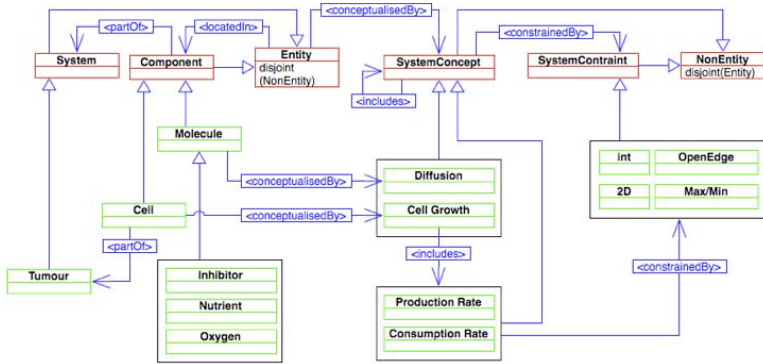 <conceptualisedBy>
<partOf>
<locatedIn>
<constrainedBy>
System
Component
Entity
disjoint
(NonEntity)
SystemConcept
SystemContraint
NonEntity
disjoint(Entity)
<includes>
Molecule
int
OpenEdge
<conceptualisedBy>
Diffusion
2D
Max/Min
Cell
<conceptualisedBy>
Cell Growth
<partOf>
<includes>
<constrainedBy>
Tumour
Inhibitor
Nutrient
Oxygen
Production Rate
Consumption Rate